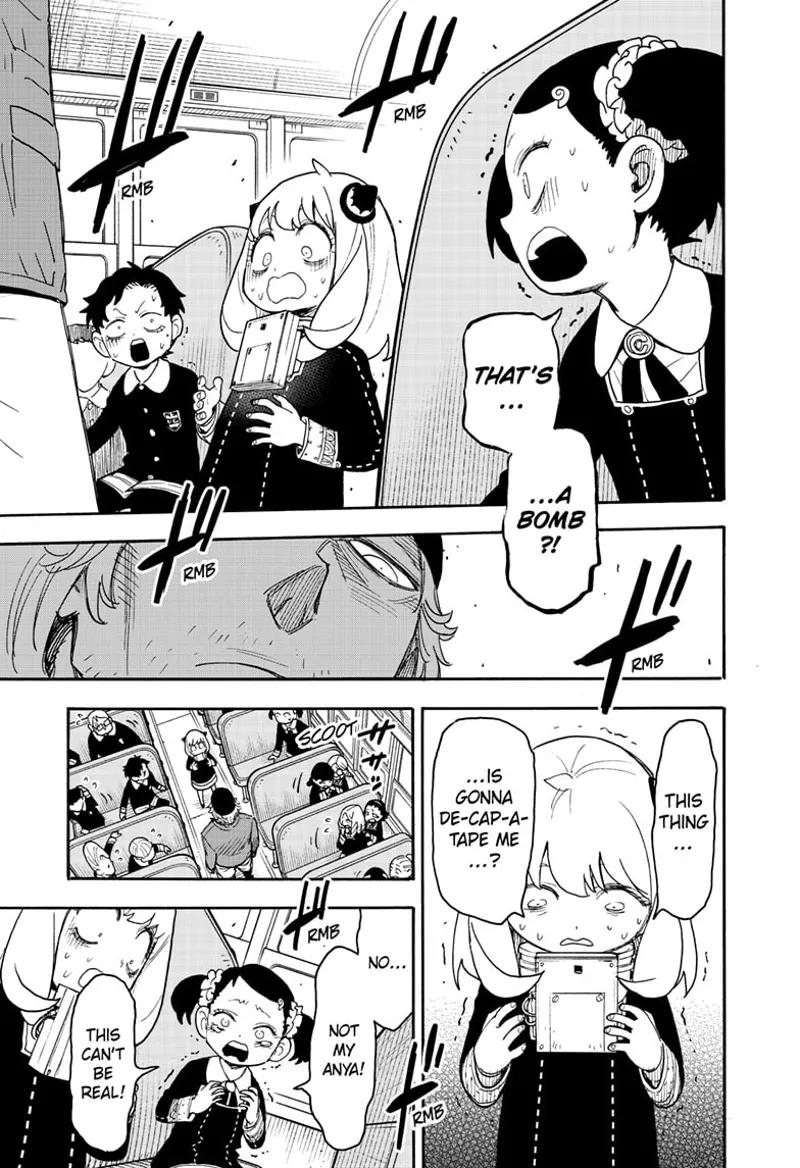 RMB
RMB
THAT'S
...
...A
BOMB
?!
RMB
RMB
THIS
THING
...
...IS
GONNA
DE-CAP-A-
TAPE ME
...?
SCOOT
RMB
NO...
NOT
MY
ANYA!
THIS
CAN'T
BE
REAL!
RMB